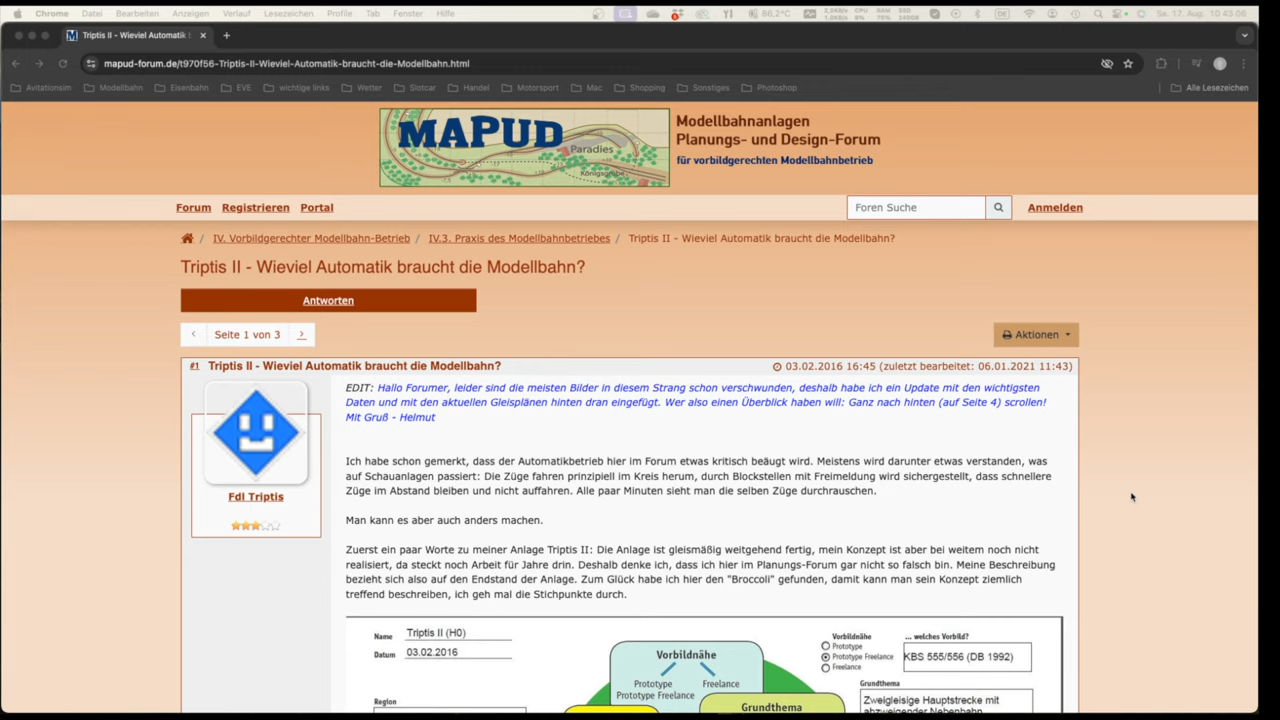 Chrome Datei Bearbeiten Anzeigen Verlauf Lesezeichen Profile Tab Fenster Hilfe
Sa. 17. Aug. 10:43:06
Triptis II - Wieviel Automatik
mapud-forum.de/t970f56-Triptis-II-Wieviel-Automatik-braucht-die-Modellbahn.html
Avitationsim Modellbahn Eisenbahn EVE wichtige links Wetter Slotcar Handel Motorsport Mac Shopping Sonstiges Photoshop Alle Lesezeichen
MAPUD
Paradies
Königsgrube
Modellbahnanlagen
Planungs- und Design-Forum
für vorbildgerechten Modellbahnbetrieb
Forum Registrieren Portal Foren Suche Anmelden
/ IV. Vorbildgerechter Modellbahn-Betrieb / IV.3. Praxis des Modellbahnbetriebes / Triptis II - Wieviel Automatik braucht die Modellbahn?
Triptis II - Wieviel Automatik braucht die Modellbahn?
Antworten
Seite 1 von 3
Aktionen
#1 Triptis II - Wieviel Automatik braucht die Modellbahn? 03.02.2016 16:45 (zuletzt bearbeitet: 06.01.2021 11:43)
Fdl Triptis
EDIT: Hallo Forumer, leider sind die meisten Bilder in diesem Strang schon verschwunden, deshalb habe ich ein Update mit den wichtigsten
Daten und mit den aktuellen Gleisplänen hinten dran eingefügt. Wer also einen Überblick haben will: Ganz nach hinten (auf Seite 4) scrollen!
Mit Gruß - Helmut
Ich habe schon gemerkt, dass der Automatikbetrieb hier im Forum etwas kritisch beäugt wird. Meistens wird darunter etwas verstanden, was
auf Schauanlagen passiert: Die Züge fahren prinzipiell im Kreis herum, durch Blockstellen mit Freimeldung wird sichergestellt, dass schnellere
Züge im Abstand bleiben und nicht auffahren. Alle paar Minuten sieht man die selben Züge durchrauschen.
Man kann es aber auch anders machen.
Zuerst ein paar Worte zu meiner Anlage Triptis II: Die Anlage ist gleismäßig weitgehend fertig, mein Konzept ist aber bei weitem noch nicht
realisiert, da steckt noch Arbeit für Jahre drin. Deshalb denke ich, dass ich hier im Planungs-Forum gar nicht so falsch bin. Meine Beschreibung
bezieht sich also auf den Endstand der Anlage. Zum Glück habe ich hier den "Broccoli" gefunden, damit kann man sein Konzept ziemlich
treffend beschreiben, ich geh mal die Stichpunkte durch.
Name Triptis II (H0)
Datum 03.02.2016
Region
Vorbildnähe
Prototype Freelance
Prototype Freelance
Grundthema
Vorbildnähe ... welches Vorbild?
Prototype
Prototype Freelance KBS 555/556 (DB 1992)
Freelance
Grundthema
Zweigleisige Hauptstrecke mit
abzweigender Nebenbahn